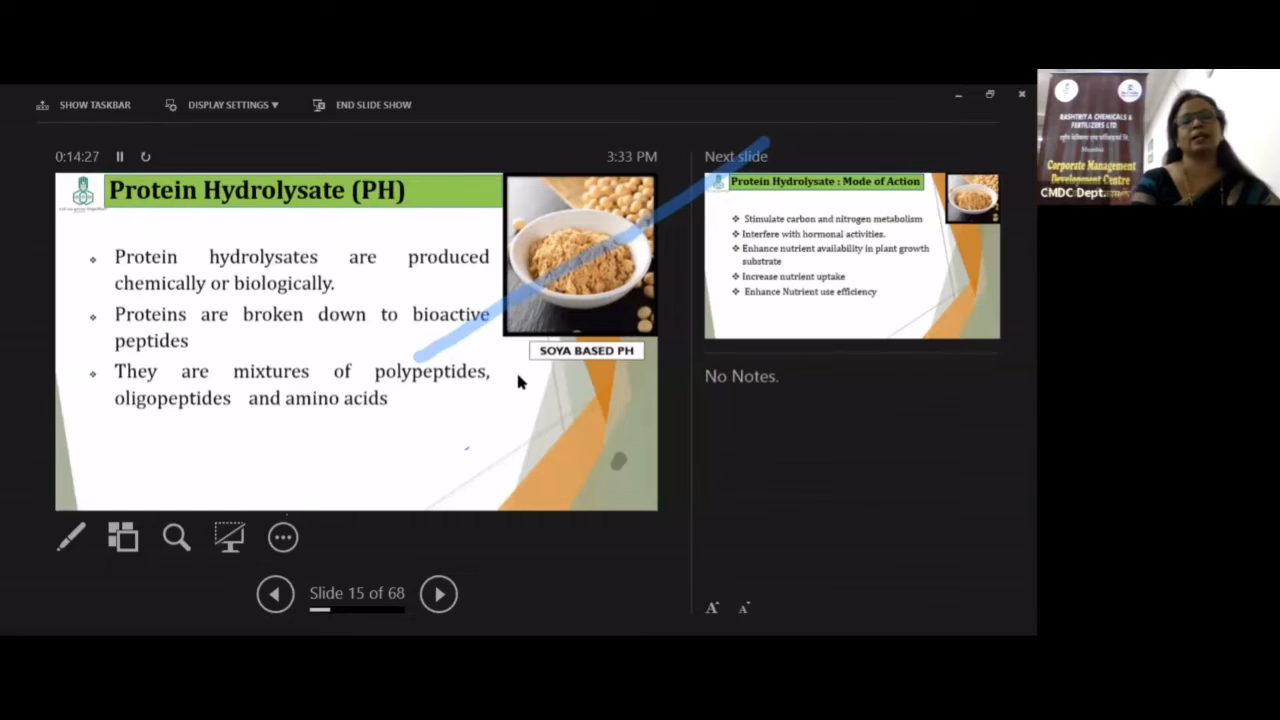 SHOW TASKBAR
DISPLAY SETTINGS ▼
END SLIDE SHOW
0:14:27
3:33 PM
Protein Hydrolysate (PH)
❖ Protein hydrolysates are produced
chemically or biologically.
❖ Proteins are broken down to bioactive
peptides
❖ They are mixtures of polypeptides,
oligopeptides and amino acids
SOYA BASED PH
Slide 15 of 68
Next slide
Protein Hydrolysate : Mode of Action
❖ Stimulate carbon and nitrogen metabolism
❖ Interfere with hormonal activities.
❖ Enhance nutrient availability in plant growth
substrate
❖ Increase nutrient uptake
❖ Enhance Nutrient use efficiency
No Notes.
A A
RASHTRIYA CHEMICALS &
FERTILIZERS LTD
Mumbai
Corporate Management
Development Centre
CMDC Dept.